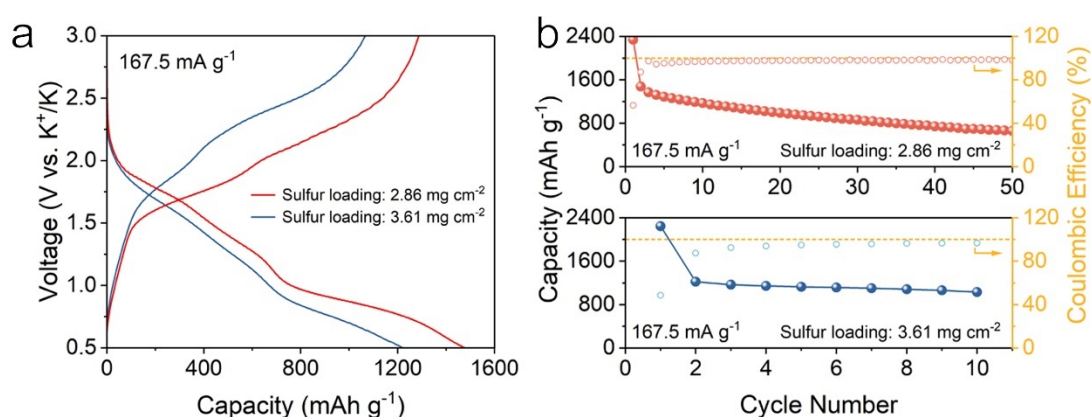 a
3.0
2.5
2.0
1.5
1.0
0.5
Voltage (V vs. K⁺/K)
167.5 mA g⁻¹
Sulfur loading: 2.86 mg cm⁻²
Sulfur loading: 3.61 mg cm⁻²
0 400 800 1200 1600
Capacity (mAh g⁻¹)
b
2400
1600
800
0
120
80
40
0
167.5 mA g⁻¹ Sulfur loading: 2.86 mg cm⁻²
0 10 20 30 40 50
Capacity (mAh g⁻¹)
Coulombic Efficiency (%)
2400
1600
800
0
120
80
40
0
167.5 mA g⁻¹ Sulfur loading: 3.61 mg cm⁻²
0 2 4 6 8 10
Cycle Number